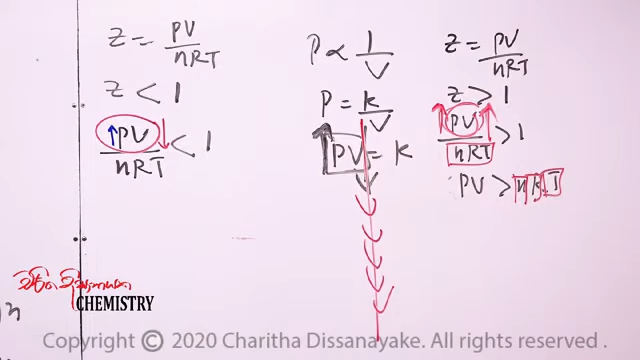 Z = PV/nRT
Z < 1
↑PV↓/nRT < 1
P ∝ 1/V
P = k/V
PV = k
Z = PV/nRT
Z > 1
PV/nRT > 1
PV > nRT
CHEMISTRY
Copyright © 2020 Charitha Dissanayake. All rights reserved .